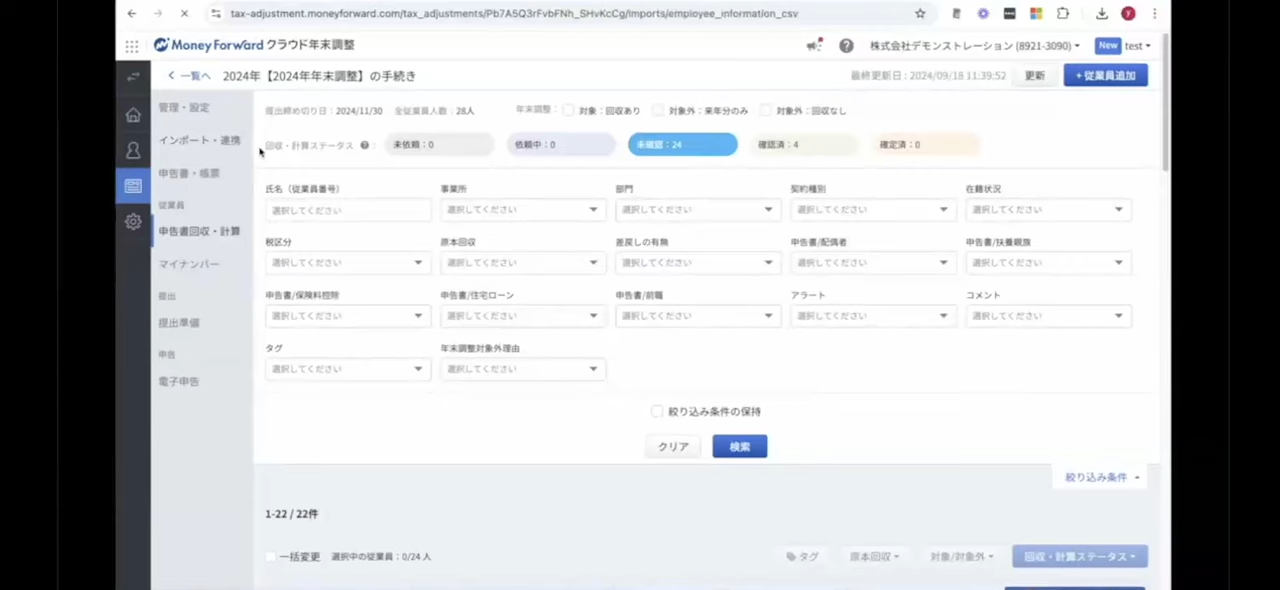 tax-adjustment.moneyforward.com/tax_adjustments/Pb7A5Q3rFvbFNh_SHvKcCg/imports/employee_information_csv
Money Forward クラウド年末調整
株式会社デモンストレーション (8921-3090)
New test
一覧へ 2024年【2024年年末調整】の手続き
最終更新日 : 2024/09/18 11:39:52 更新 +従業員追加
管理・設定
インポート・連携
申告書・帳票
従業員
申告書回収・計算
マイナンバー
提出
提出準備
申告
電子申告
提出締め切り日 : 2024/11/30 全従業員人数 : 28人 年末調整 : 対象 : 回収あり 対象外 : 来年分のみ 対象外 : 回収なし
回収・計算ステータス ? : 未依頼 : 0 依頼中 : 0 未確認 : 24 確認済 : 4 確定済 : 0
氏名 (従業員番号) 事業所 部門 契約種別 在籍状況
選択してください 選択してください 選択してください 選択してください 選択してください
税区分 原本回収 差戻しの有無 申告書/配偶者 申告書/扶養親族
選択してください 選択してください 選択してください 選択してください 選択してください
申告書/保険料控除 申告書/住宅ローン 申告書/前職 アラート コメント
選択してください 選択してください 選択してください 選択してください 選択してください
タグ 年末調整対象外理由
選択してください 選択してください
絞り込み条件の保持
クリア 検索
絞り込み条件
1-22 / 22件
一括変更 選択中の従業員 : 0/24 人 タグ 原本回収 対象/対象外 回収・計算ステータス